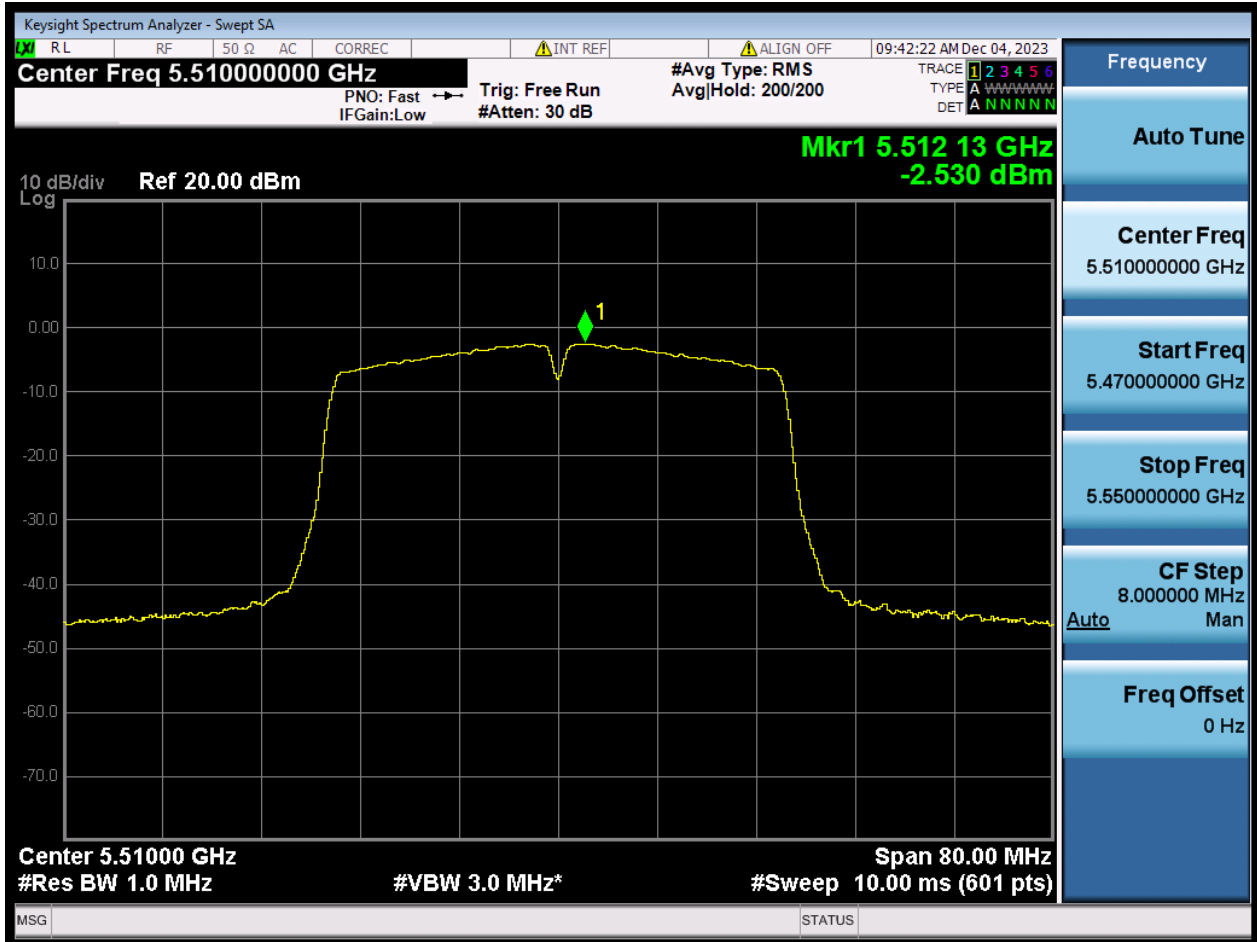 Keysight Spectrum Analyzer - Swept SA
LXI RL RF 50 Ω AC CORREC INT REF ALIGN OFF 09:42:22 AM Dec 04, 2023
Center Freq 5.510000000 GHz
PNO: Fast
IFGain:Low
Trig: Free Run
#Atten: 30 dB
#Avg Type: RMS
Avg|Hold: 200/200
TRACE 1 2 3 4 5 6
TYPE A WWWWW
DET A N N N N N
Mkr1 5.512 13 GHz
-2.530 dBm
10 dB/div Ref 20.00 dBm
Log
10.0
0.00
-10.0
-20.0
-30.0
-40.0
-50.0
-60.0
-70.0
1
Center 5.51000 GHz Span 80.00 MHz
#Res BW 1.0 MHz #VBW 3.0 MHz* #Sweep 10.00 ms (601 pts)
MSG STATUS
Frequency
Auto Tune
Center Freq
5.510000000 GHz
Start Freq
5.470000000 GHz
Stop Freq
5.550000000 GHz
CF Step
8.000000 MHz
Auto Man
Freq Offset
0 Hz